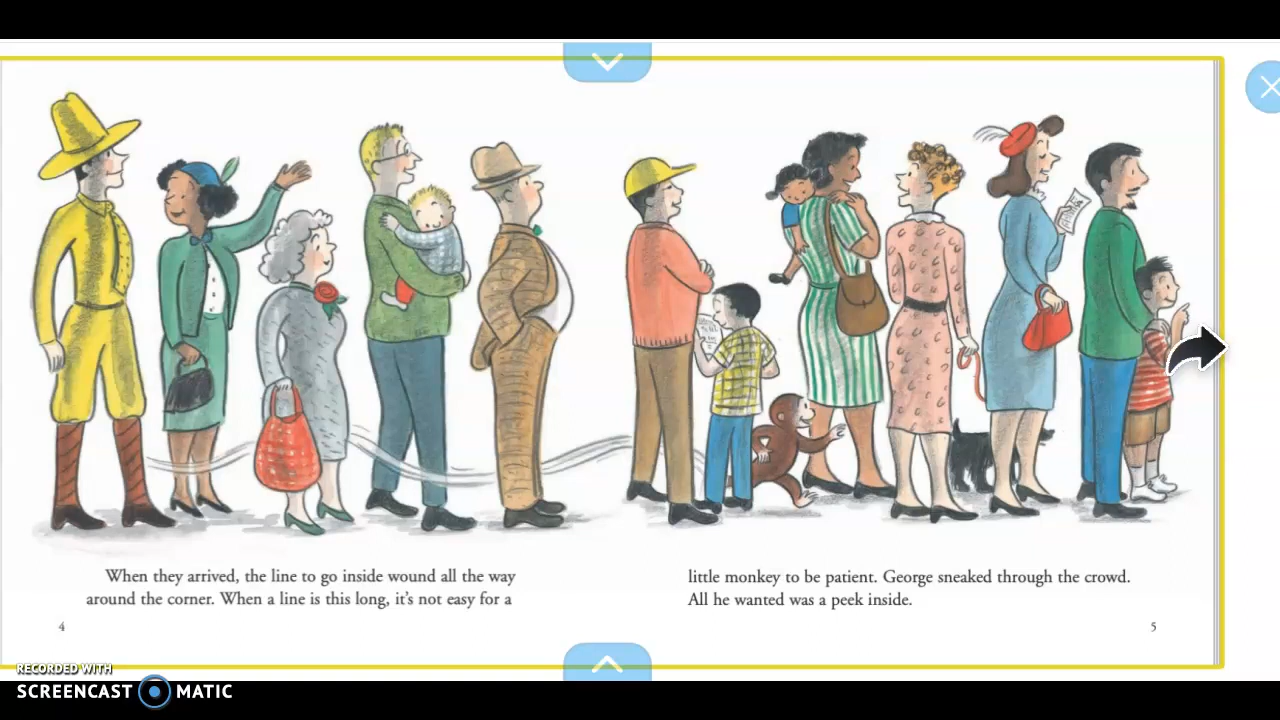 When they arrived, the line to go inside wound all the way
around the corner. When a line is this long, it's not easy for a
4
little monkey to be patient. George sneaked through the crowd.
All he wanted was a peek inside.
5
RECORDED WITH
SCREENCAST MATIC